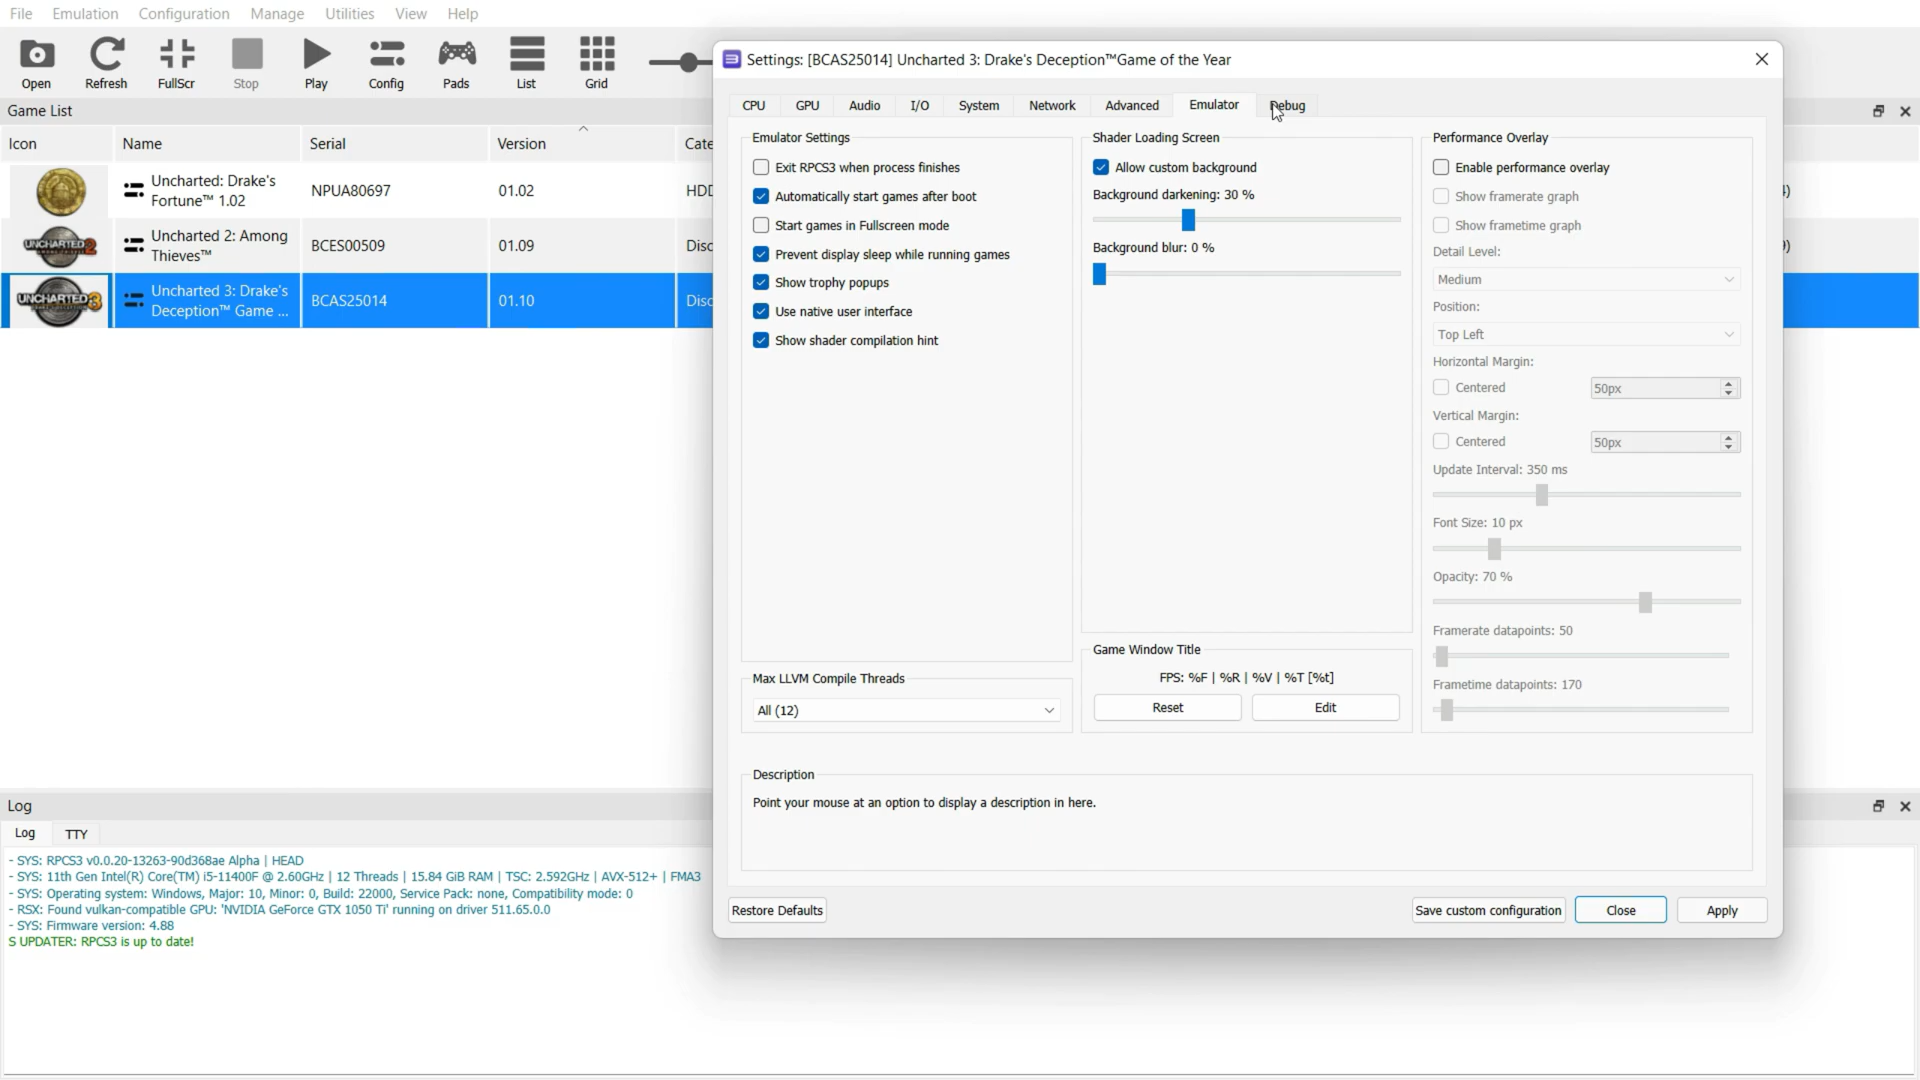 File Emulation Configuration Manage Utilities View Help
Open Refresh FullScr Stop Play Config Pads List Grid
Game List
Icon Name Serial Version Cate
Uncharted: Drake's
Fortune™ 1.02
NPUA80697 01.02 HDD
UNCHARTED 2
Uncharted 2: Among
Thieves™
BCES00509 01.09 Disc
UNCHARTED 3
Uncharted 3: Drake's
Deception™ Game ...
BCAS25014 01.10 Disc
Settings: [BCAS25014] Uncharted 3: Drake's Deception™Game of the Year
CPU GPU Audio I/O System Network Advanced Emulator Debug
Emulator Settings
Exit RPCS3 when process finishes
Automatically start games after boot
Start games in Fullscreen mode
Prevent display sleep while running games
Show trophy popups
Use native user interface
Show shader compilation hint
Max LLVM Compile Threads
All (12)
Shader Loading Screen
Allow custom background
Background darkening: 30 %
Background blur: 0 %
Game Window Title
FPS: %F | %R | %V | %T [%t]
Reset Edit
Performance Overlay
Enable performance overlay
Show framerate graph
Show frametime graph
Detail Level:
Medium
Position:
Top Left
Horizontal Margin:
Centered 50px
Vertical Margin:
Centered 50px
Update Interval: 350 ms
Font Size: 10 px
Opacity: 70 %
Framerate datapoints: 50
Frametime datapoints: 170
Description
Point your mouse at an option to display a description in here.
Restore Defaults Save custom configuration Close Apply
Log
Log TTY
- SYS: RPCS3 v0.0.20-13263-90d368ae Alpha | HEAD
- SYS: 11th Gen Intel(R) Core(TM) i5-11400F @ 2.60GHz | 12 Threads | 15.84 GiB RAM | TSC: 2.592GHz | AVX-512+ | FMA3
- SYS: Operating system: Windows, Major: 10, Minor: 0, Build: 22000, Service Pack: none, Compatibility mode: 0
- RSX: Found vulkan-compatible GPU: 'NVIDIA GeForce GTX 1050 Ti' running on driver 511.65.0.0
- SYS: Firmware version: 4.88
S UPDATER: RPCS3 is up to date!